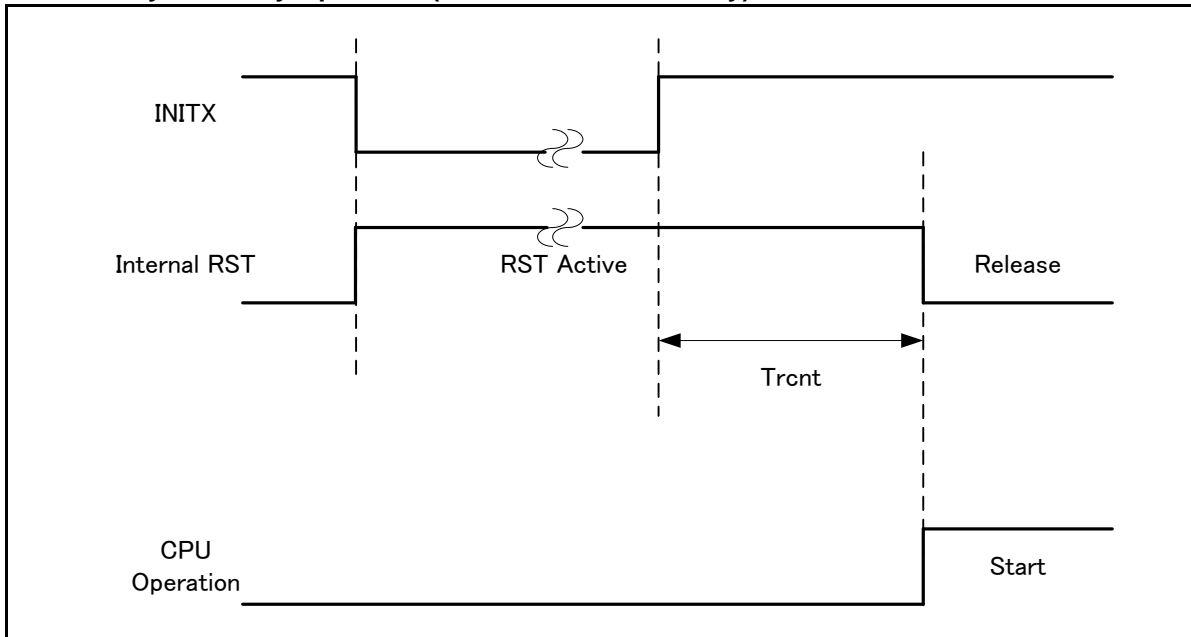 INITX
Internal RST
RST Active
Release
Trcnt
CPU
Operation
Start